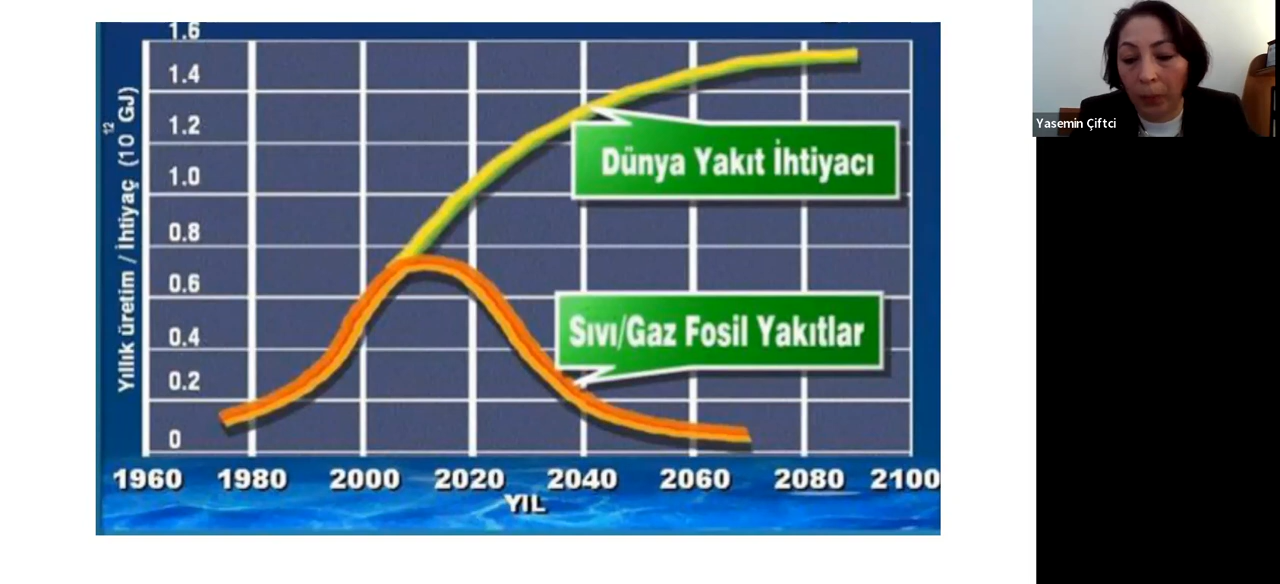 1.6
1.4
1.2
1.0
0.8
0.6
0.4
0.2
0
Yıllık üretim / İhtiyaç (10¹² GJ)
Dünya Yakıt İhtiyacı
Sıvı/Gaz Fosil Yakıtlar
1960 1980 2000 2020 2040 2060 2080 2100
YIL
Yasemin Çiftci